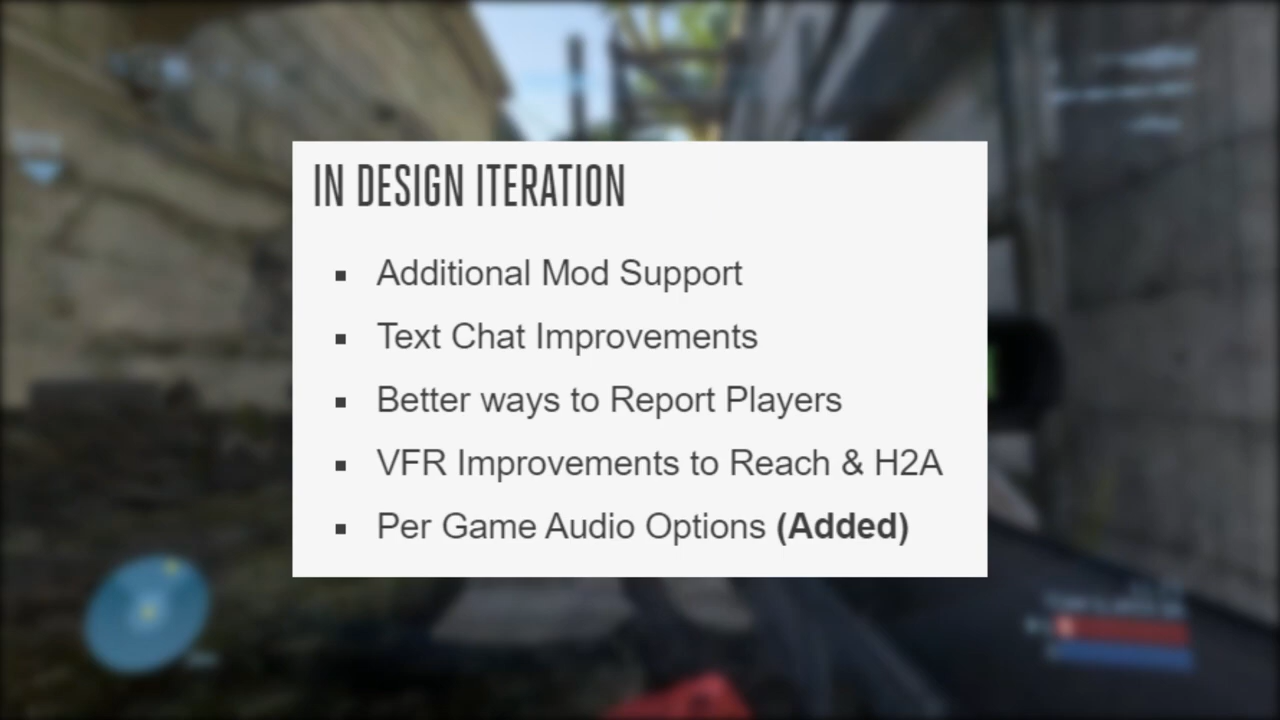 IN DESIGN ITERATION
▪ Additional Mod Support
▪ Text Chat Improvements
▪ Better ways to Report Players
▪ VFR Improvements to Reach & H2A
▪ Per Game Audio Options (Added)